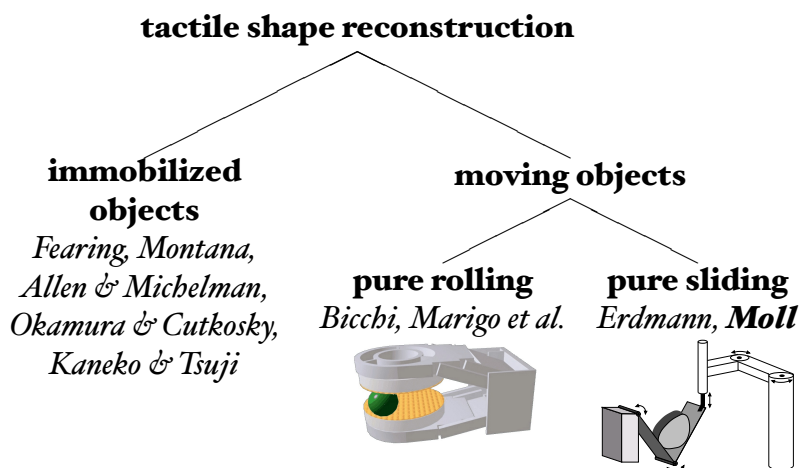 tactile shape reconstruction
immobilized
objects
Fearing, Montana,
Allen & Michelman,
Okamura & Cutkosky,
Kaneko & Tsuji
moving objects
pure rolling
Bicchi, Marigo et al.
pure sliding
Erdmann, Moll